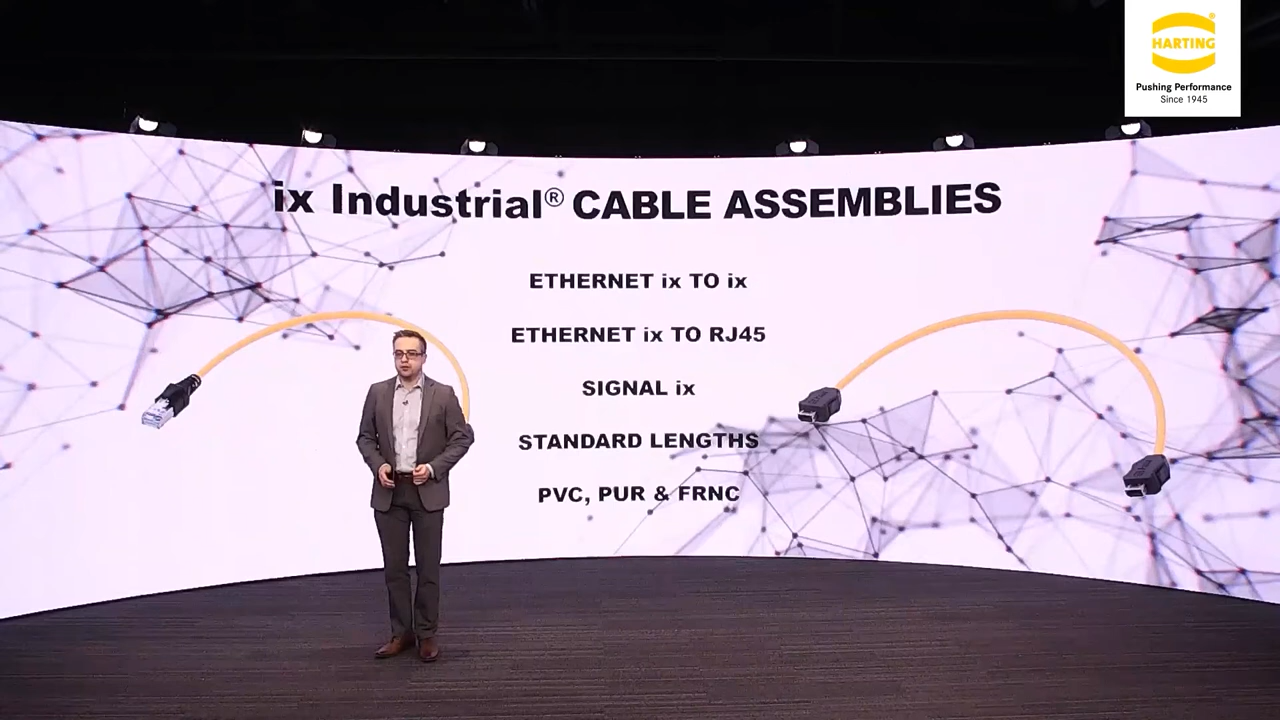 HARTING
Pushing Performance
Since 1945
ix Industrial® CABLE ASSEMBLIES
ETHERNET ix TO ix
ETHERNET ix TO RJ45
SIGNAL ix
STANDARD LENGTHS
PVC, PUR & FRNC